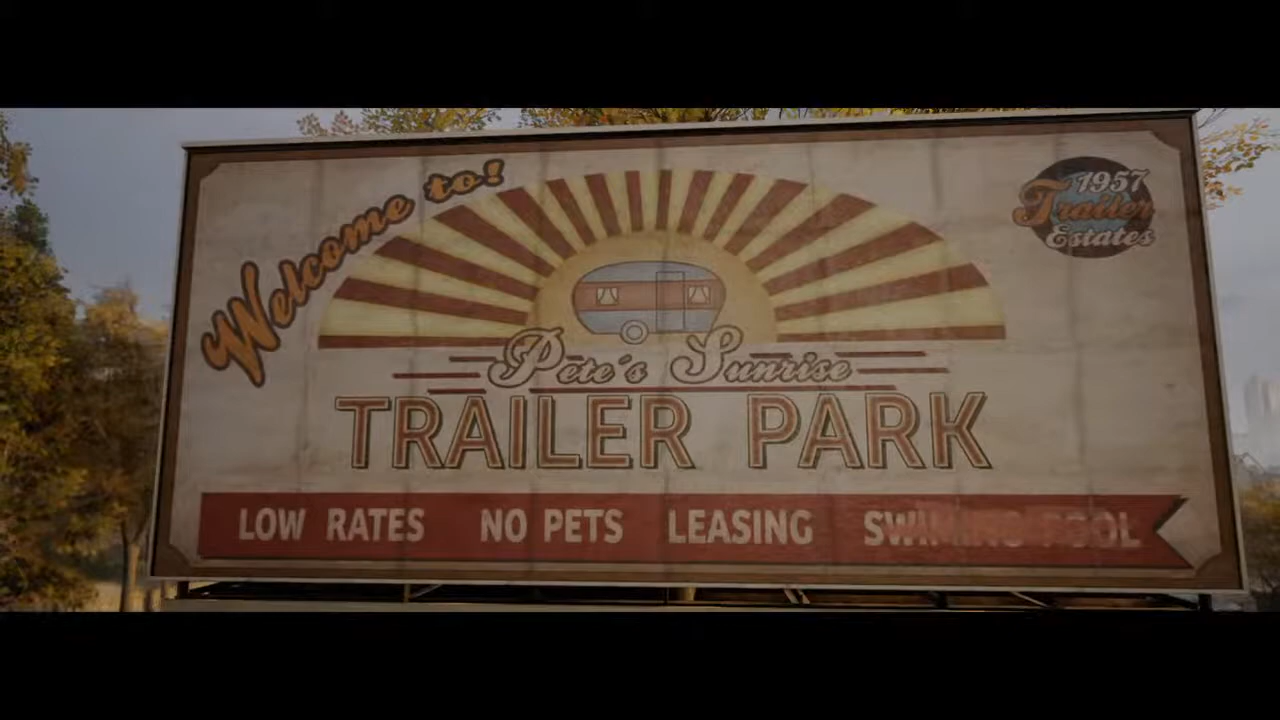 Welcome to!
1957
Trailer
Estates
Pete's Sunrise
TRAILER PARK
LOW RATES NO PETS LEASING